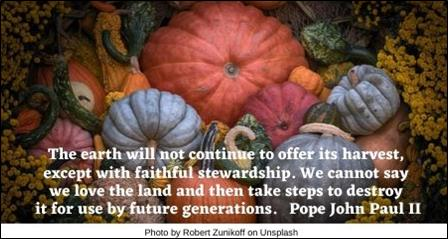 The earth will not continue to offer its harvest,
except with faithful stewardship. We cannot say
we love the land and then take steps to destroy
it for use by future generations.   Pope John Paul II
Photo by Robert Zunikoff on Unsplash